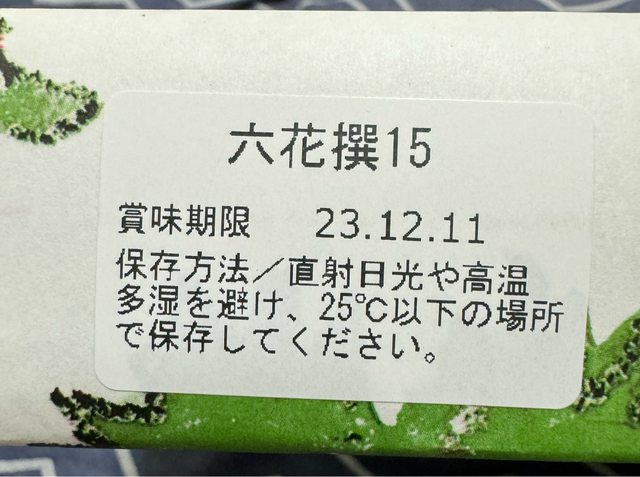 六花撰15
賞味期限 23.12.11
保存方法／直射日光や高温
多湿を避け、25℃以下の場所
で保存してください。